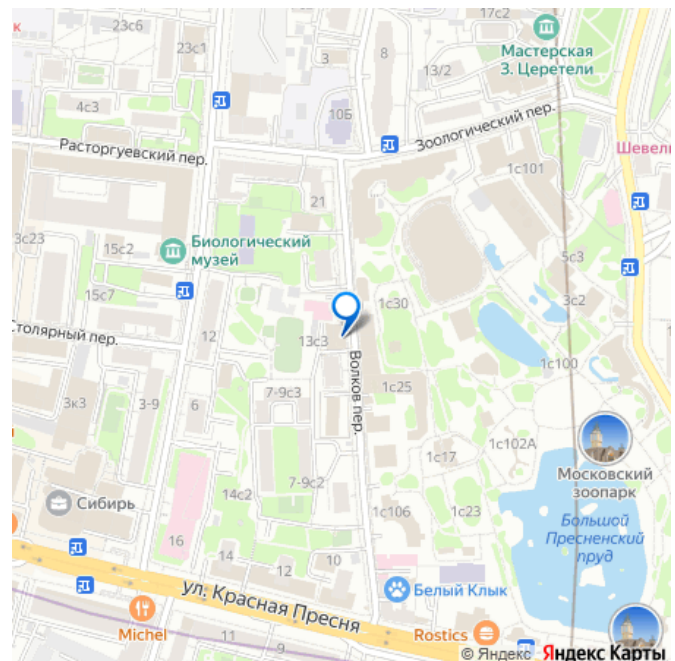 17с2
23с6
23с1
к
Мастерская
З. Церетели
3
8
13/2
4с3
10Б
Зоологический пер.
Расторгуевский пер.
1с101
Шевел
21
3с23
15с2
Биологический
музей
5с3
3с2
15с7
1с30
Столярный пер.
12
13с3
Волков пер.
1с100
1с25
7-9с3
3к3
3-9
6
1с102А
1с17
Московский
зоопарк
7-9с2
14с2
Сибирь
1с106
1с23
Большой
Пресненский
пруд
16
14
12
10
ул. Красная Пресня
Белый Клык
Michel
11
9
Rostics
© Яндекс Яндекс Карты